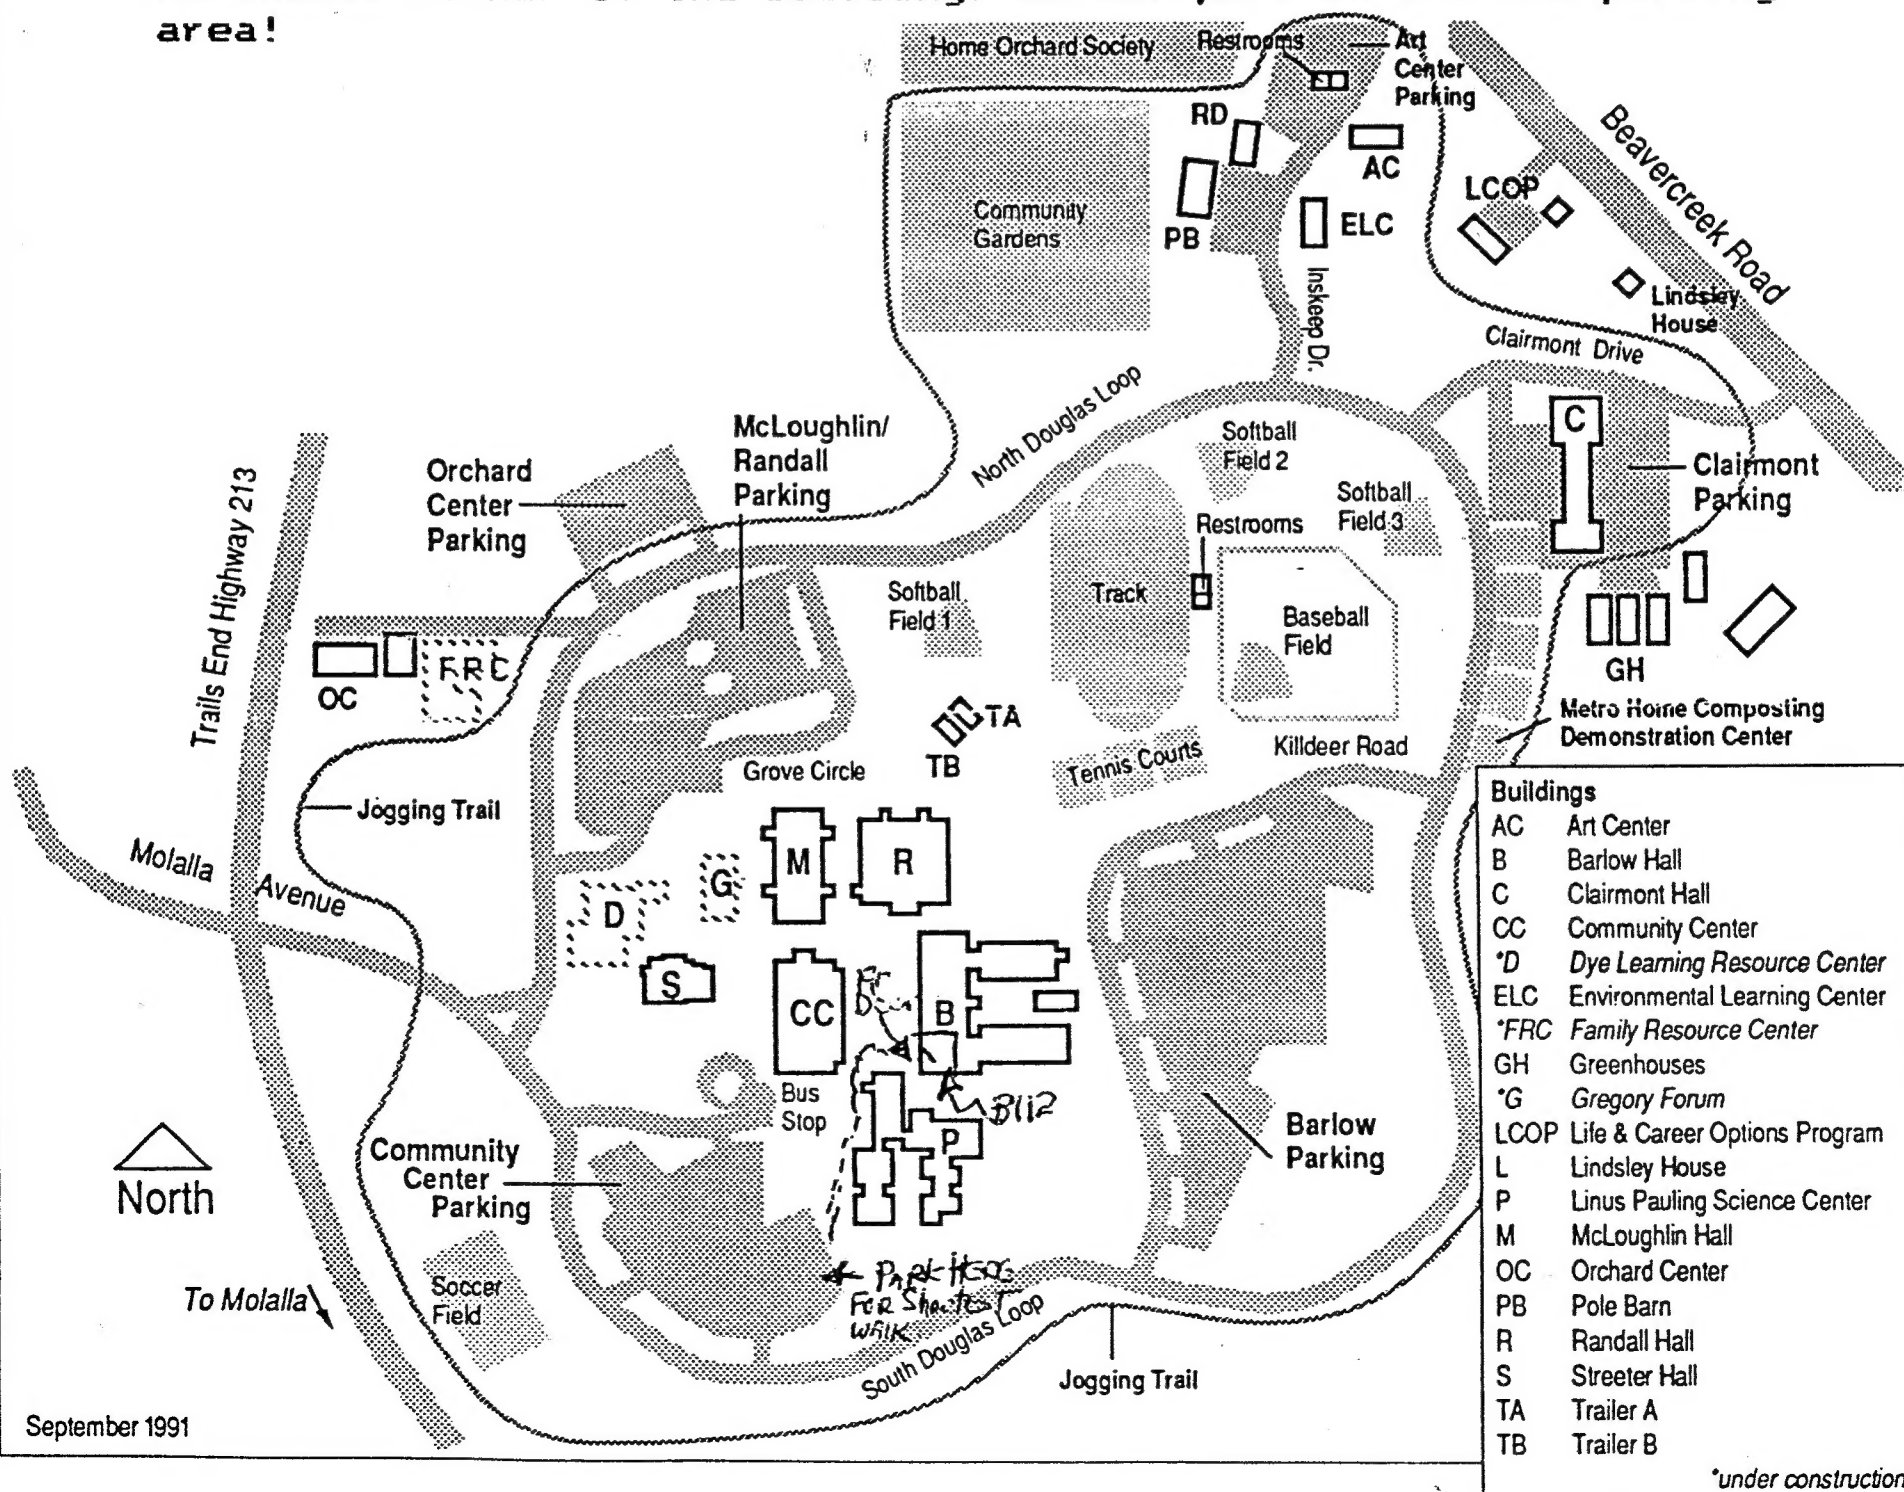 area!
Home Orchard Society
Restrooms
Art
Center
Parking
RD
AC
PB
ELC
LCOP
Beavercreek Road
Lindsley
House
Community
Gardens
Inskeep Dr.
Clairmont Drive
C
Clairmont
Parking
North Douglas Loop
McLoughlin/
Randall
Parking
Orchard
Center
Parking
Softball
Field 2
Softball
Field 3
Restrooms
Track
Baseball
Field
Softball
Field 1
Trails End Highway 213
OC
FRC
GH
Metro Home Composting
Demonstration Center
TA
TB
Grove Circle
Tennis Courts
Killdeer Road
Jogging Trail
Molalla Avenue
M
R
G
D
S
CC
B
B112
P
Bus
Stop
Barlow
Parking
Community
Center
Parking
North
To Molalla
Soccer
Field
PARK HERE
FOR Shortest
WALK
South Douglas Loop
Jogging Trail
September 1991
Buildings
AC Art Center
B Barlow Hall
C Clairmont Hall
CC Community Center
*D Dye Learning Resource Center
ELC Environmental Learning Center
*FRC Family Resource Center
GH Greenhouses
*G Gregory Forum
LCOP Life & Career Options Program
L Lindsley House
P Linus Pauling Science Center
M McLoughlin Hall
OC Orchard Center
PB Pole Barn
R Randall Hall
S Streeter Hall
TA Trailer A
TB Trailer B
*under construction